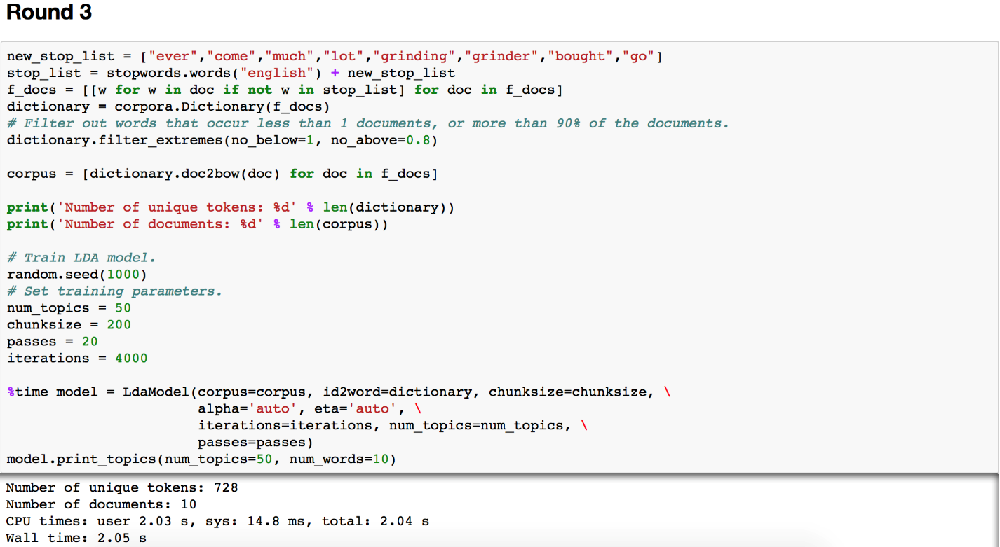 Round 3
new_stop_list = ["ever","come","much","lot","grinding","grinder","bought","go"]
stop_list = stopwords.words("english") + new_stop_list
f_docs = [[w for w in doc if not w in stop_list] for doc in f_docs]
dictionary = corpora.Dictionary(f_docs)
# Filter out words that occur less than 1 documents, or more than 90% of the documents.
dictionary.filter_extremes(no_below=1, no_above=0.8)
corpus = [dictionary.doc2bow(doc) for doc in f_docs]
print('Number of unique tokens: %d' % len(dictionary))
print('Number of documents: %d' % len(corpus))
# Train LDA model.
random.seed(1000)
# Set training parameters.
num_topics = 50
chunksize = 200
passes = 20
iterations = 4000
%time model = LdaModel(corpus=corpus, id2word=dictionary, chunksize=chunksize, \
alpha='auto', eta='auto', \
iterations=iterations, num_topics=num_topics, \
passes=passes)
model.print_topics(num_topics=50, num_words=10)
Number of unique tokens: 728
Number of documents: 10
CPU times: user 2.03 s, sys: 14.8 ms, total: 2.04 s
Wall time: 2.05 s